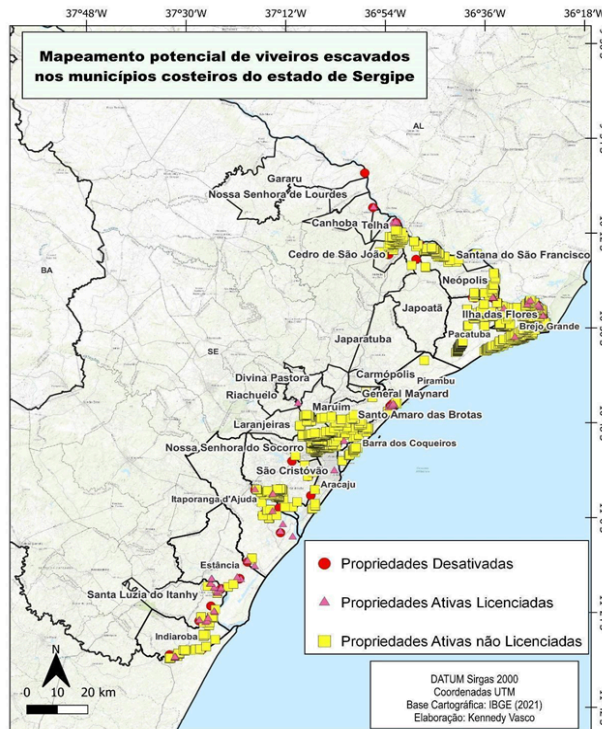 37°48'W
37°30'W
37°12'W
36°54'W
36°36'W
36°18'W
Mapeamento potencial de viveiros escavados
nos municípios costeiros do estado de Sergipe
AL
Gararu
Nossa Senhora de Lourdes
Canhoba
Telha
Cedro de São João
Santana do São Francisco
BA
Neópolis
Japoatã
Ilha das Flores
Brejo Grande
Pacatuba
Japaratuba
SE
Carmópolis
Pirambu
Divina Pastora
Riachuelo
General Maynard
Maruim
Santo Amaro das Brotas
Laranjeiras
Barra dos Coqueiros
Nossa Senhora do Socorro
São Cristóvão
Aracaju
Itaporanga d'Ajuda
Estância
Santa Luzia do Itanhy
Indiaroba
Propriedades Desativadas
Propriedades Ativas Licenciadas
Propriedades Ativas não Licenciadas
N
0 10 20 km
DATUM Sirgas 2000
Coordenadas UTM
Base Cartográfica: IBGE (2021)
Elaboração: Kennedy Vasco